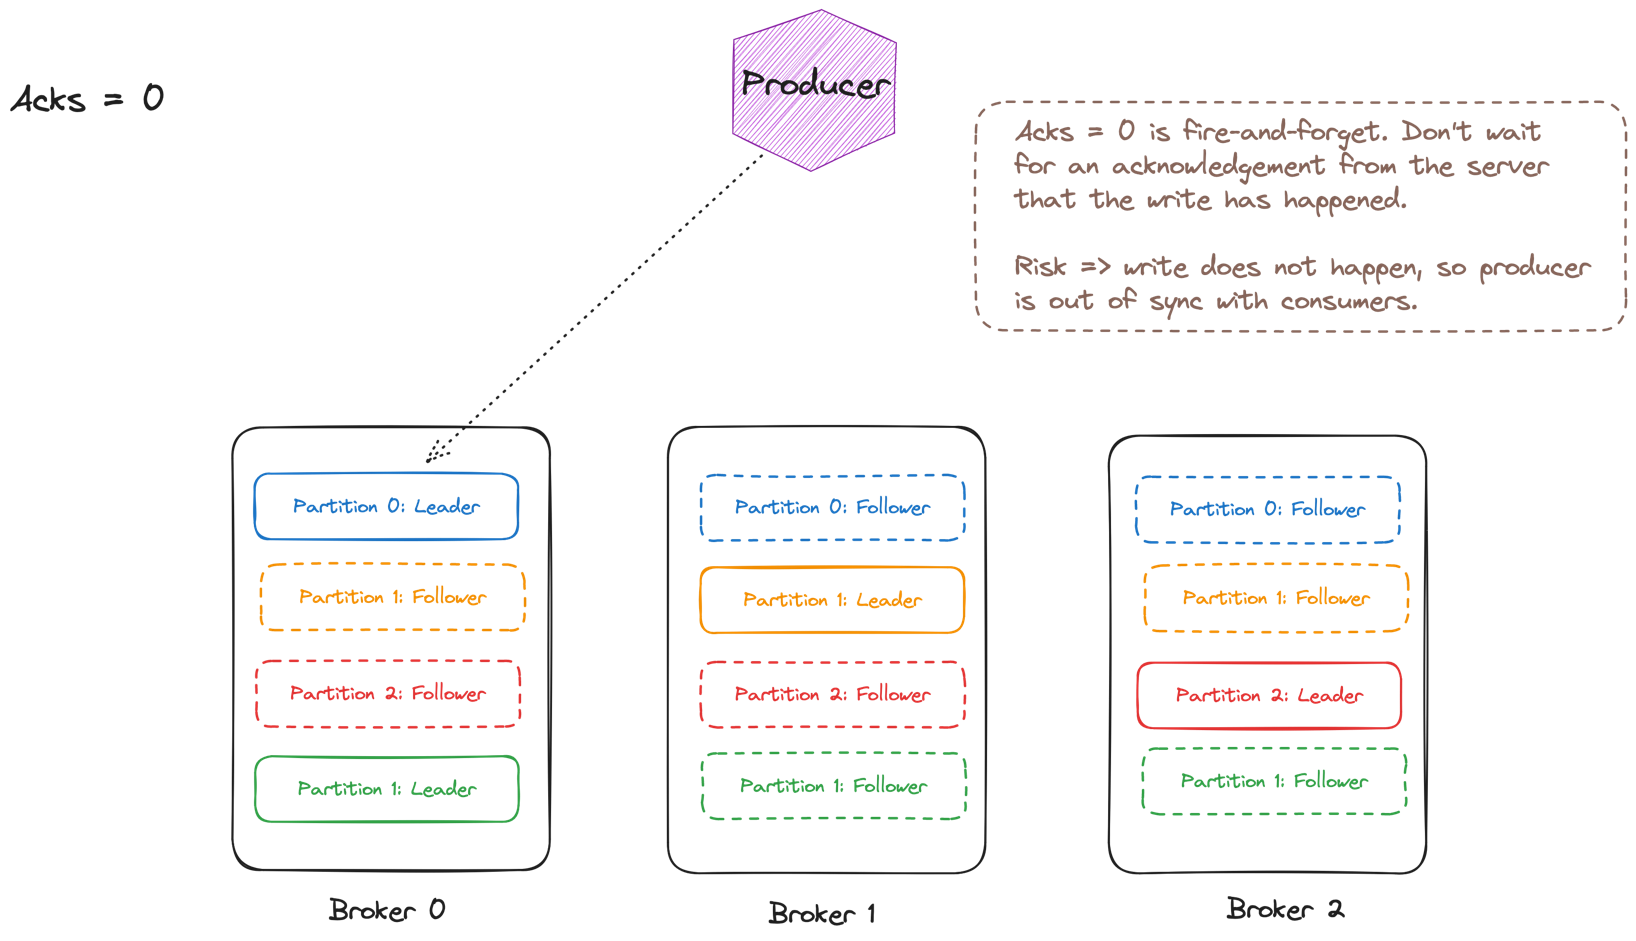 Acks = 0
Producer
Acks = 0 is fire-and-forget. Don't wait
for an acknowledgement from the server
that the write has happened.
Risk => write does not happen, so producer
is out of sync with consumers.
Partition 0: Leader
Partition 1: Follower
Partition 2: Follower
Partition 1: Leader
Broker 0
Partition 0: Follower
Partition 1: Leader
Partition 2: Follower
Partition 1: Follower
Broker 1
Partition 0: Follower
Partition 1: Follower
Partition 2: Leader
Partition 1: Follower
Broker 2